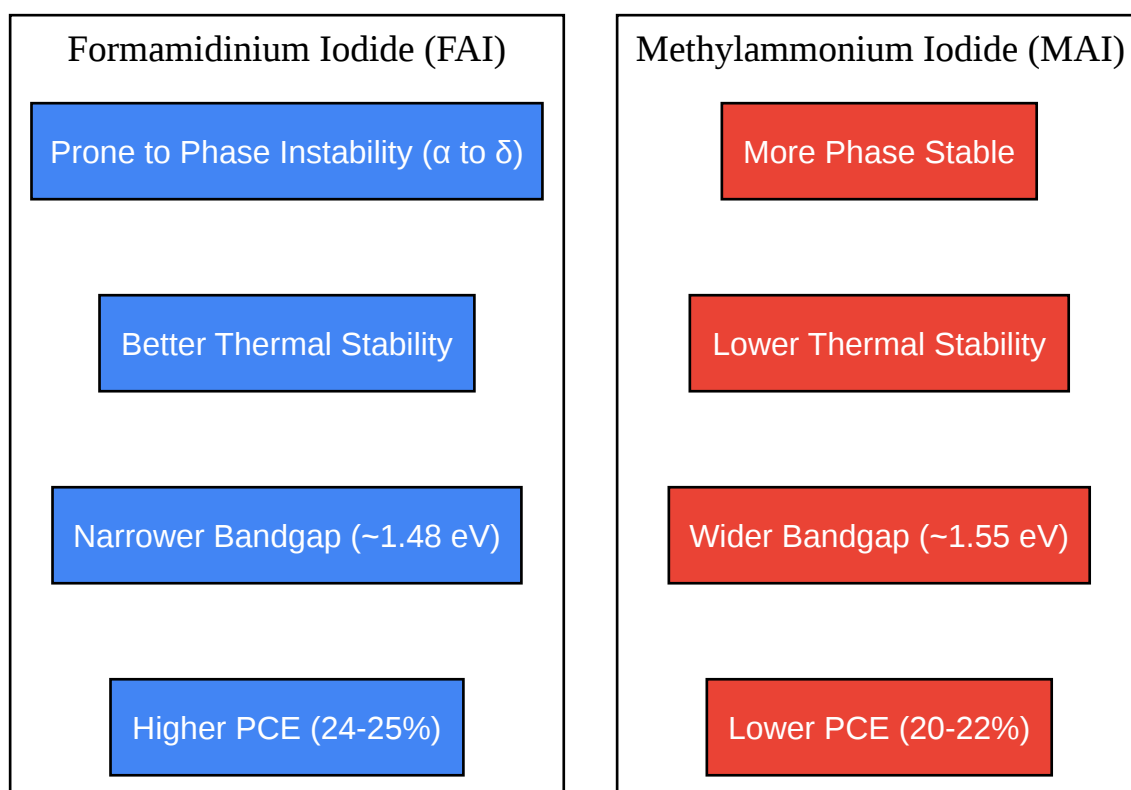 Formamidinium Iodide (FAI)
Prone to Phase Instability (α to δ)
Better Thermal Stability
Narrower Bandgap (~1.48 eV)
Higher PCE (24-25%)
Methylammonium Iodide (MAI)
More Phase Stable
Lower Thermal Stability
Wider Bandgap (~1.55 eV)
Lower PCE (20-22%)